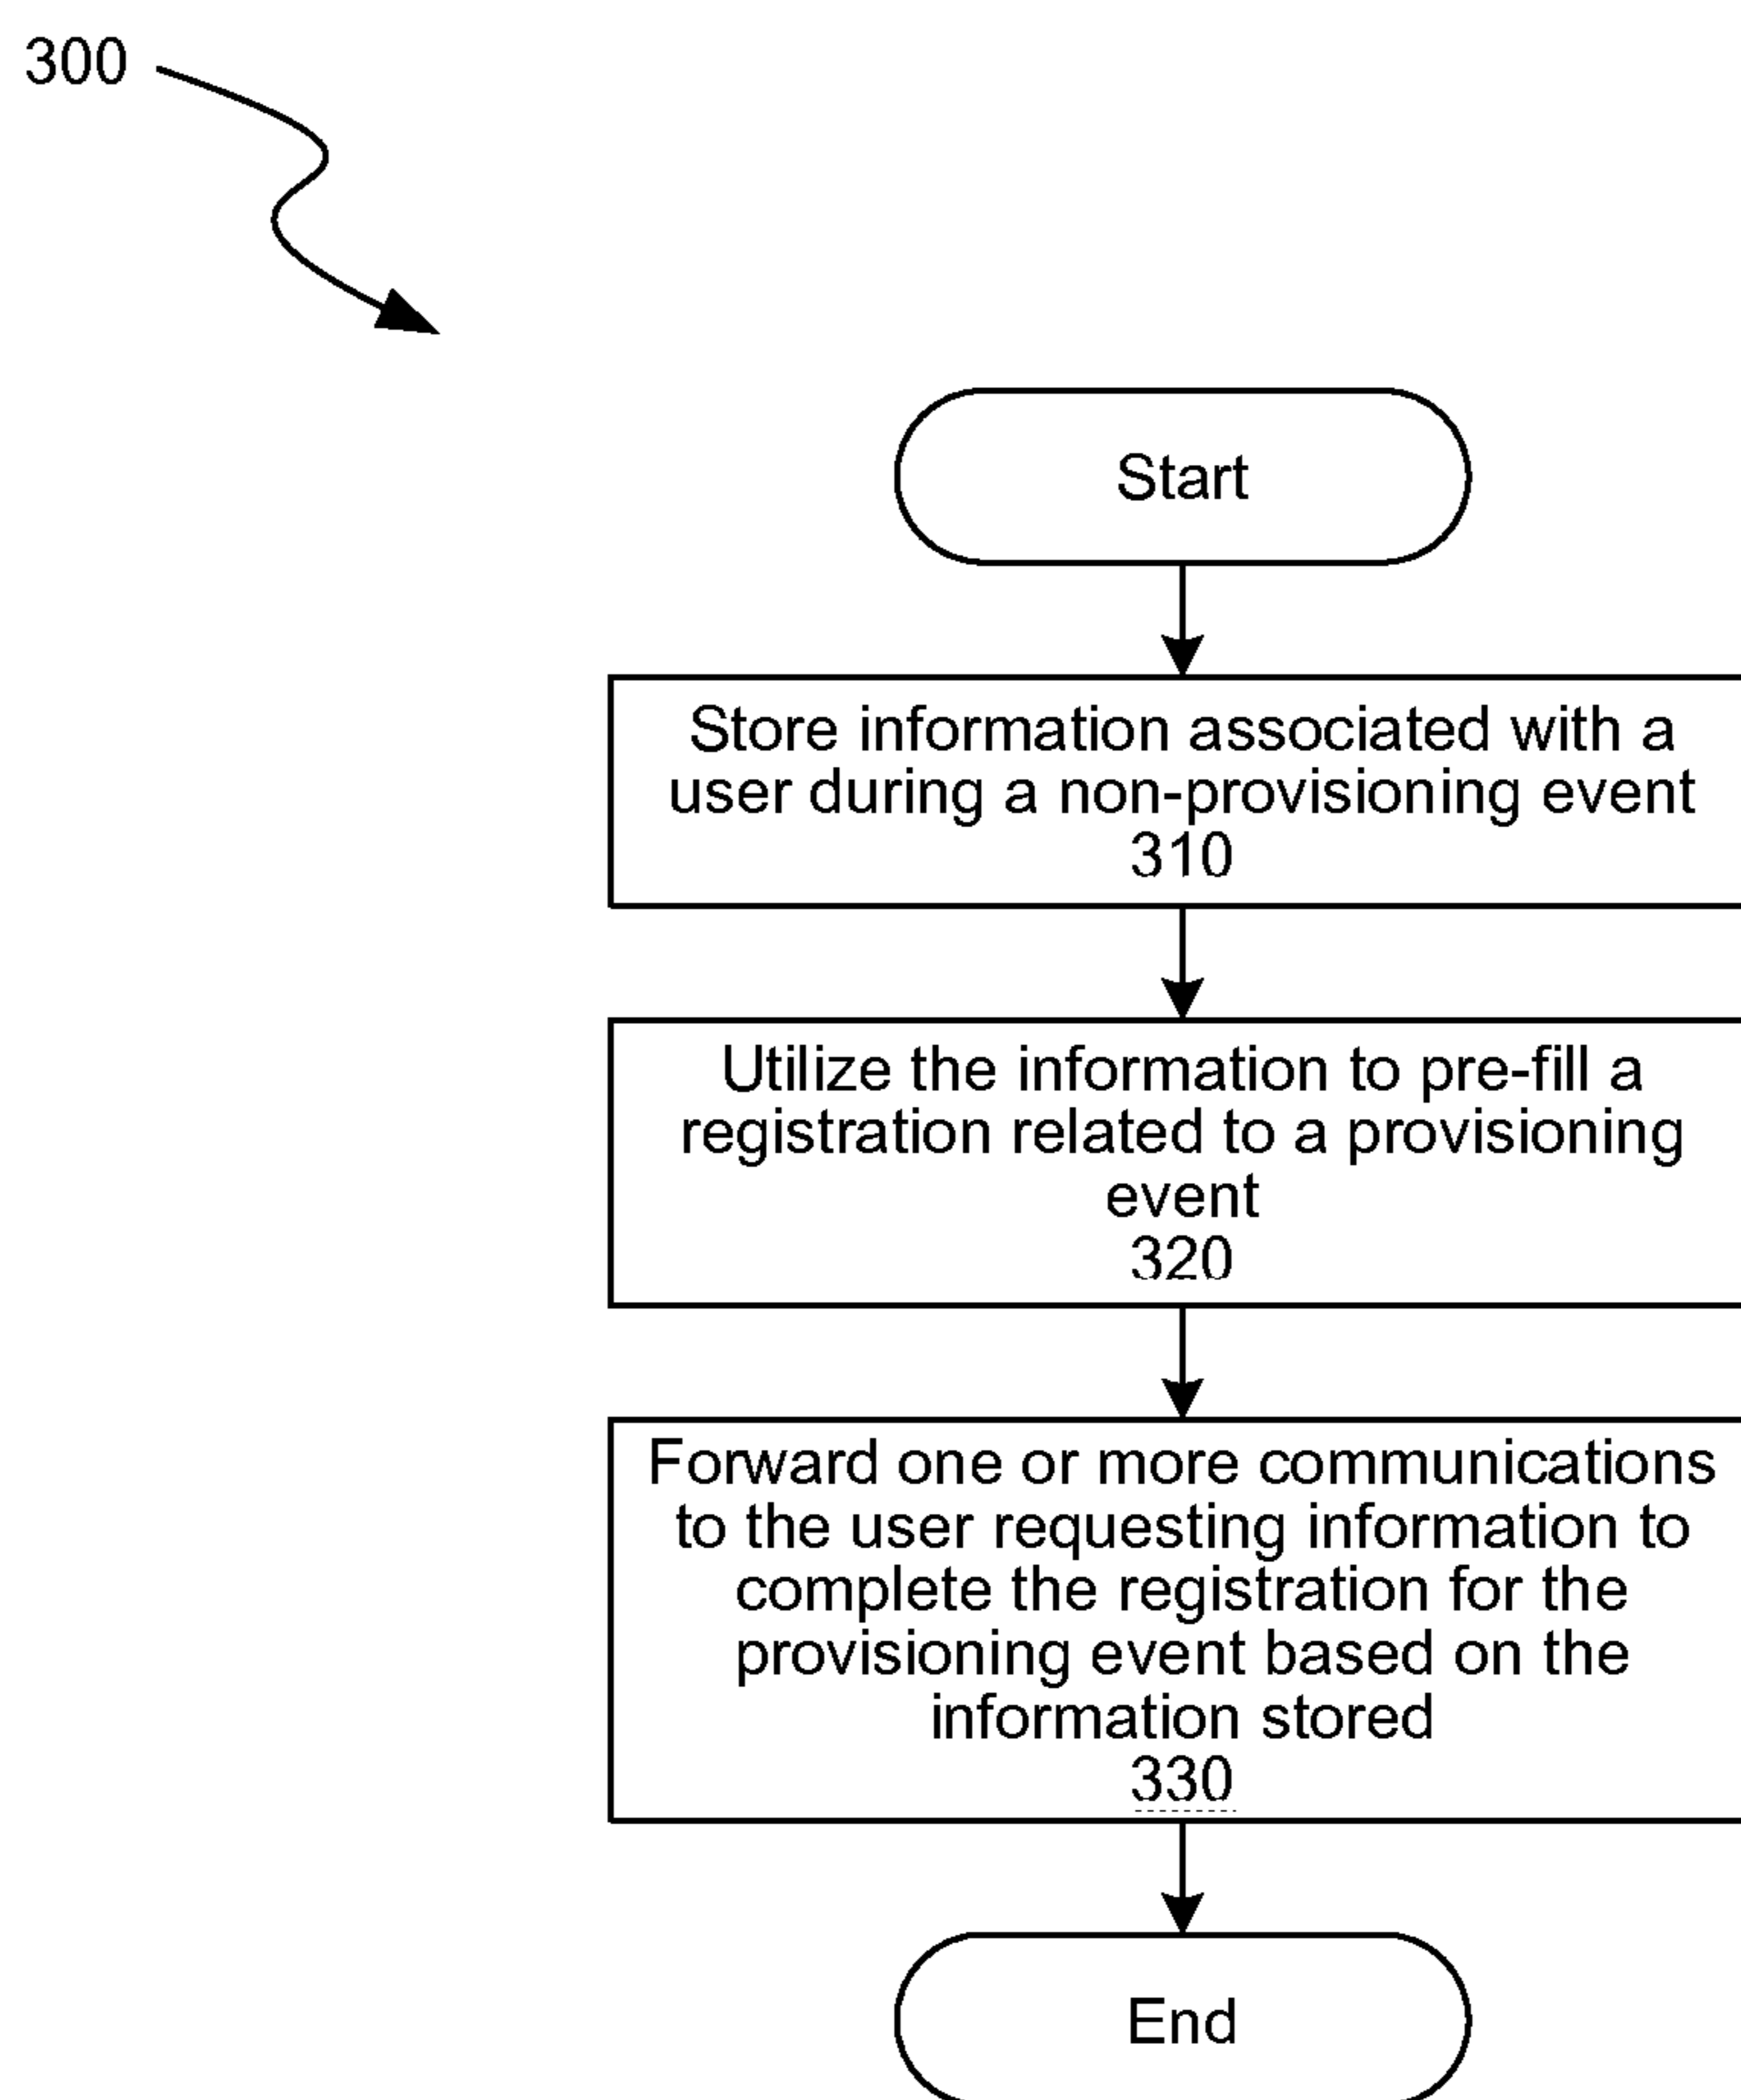 300
Start
Store information associated with a
user during a non-provisioning event
310
Utilize the information to pre-fill a
registration related to a provisioning
event
320
Forward one or more communications
to the user requesting information to
complete the registration for the
provisioning event based on the
information stored
330
End